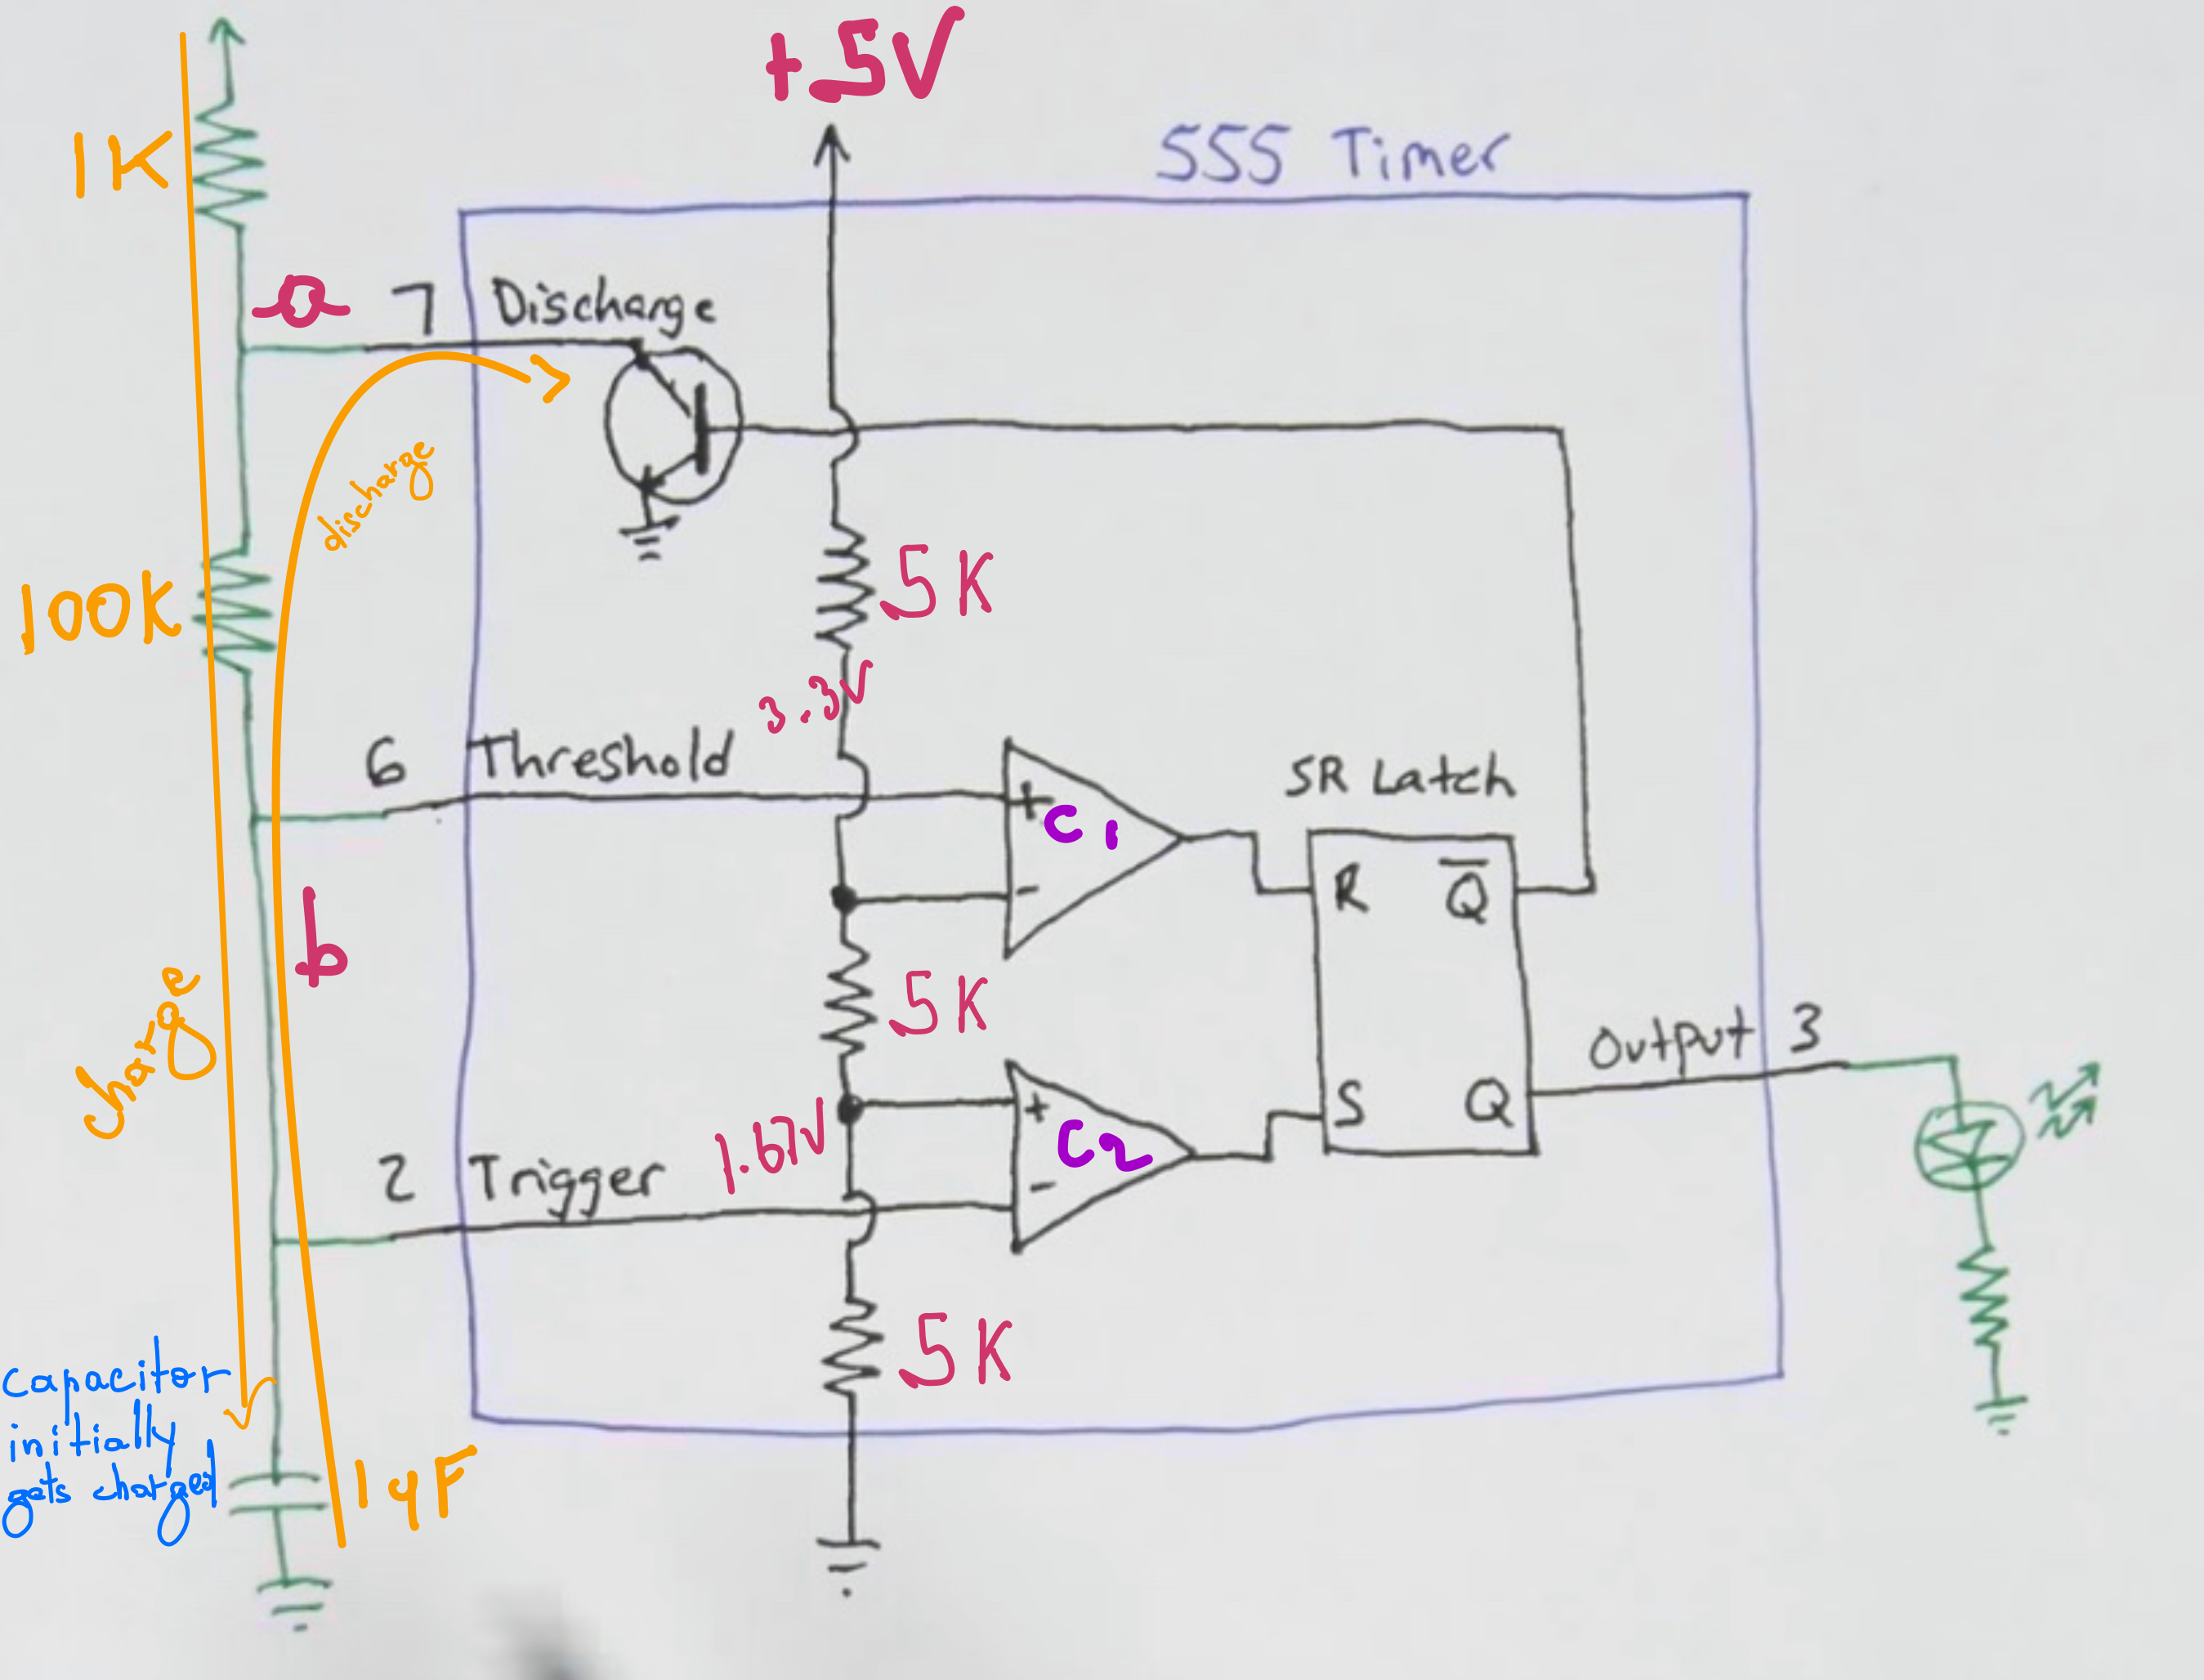 +5V
555 Timer
1K
a
7 Discharge
discharge
5K
100K
3.3V
6 Threshold
+
C1
-
SR Latch
R Q̅
b
5K
charge
Output 3
S Q
+
C2
-
1.67V
2 Trigger
5K
capacitor
initially
gets charged
1µF